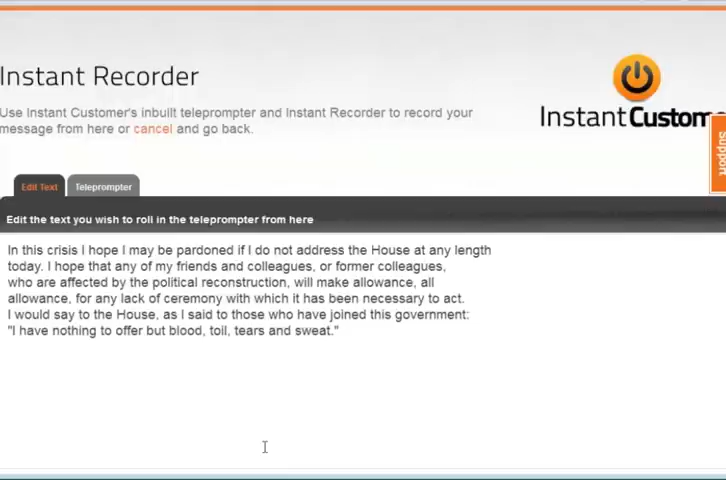 Instant Recorder
Use Instant Customer's inbuilt teleprompter and Instant Recorder to record your
message from here or cancel and go back.
InstantCustom
Support
Edit Text
Teleprompter
Edit the text you wish to roll in the teleprompter from here
In this crisis I hope I may be pardoned if I do not address the House at any length
today. I hope that any of my friends and colleagues, or former colleagues,
who are affected by the political reconstruction, will make allowance, all
allowance, for any lack of ceremony with which it has been necessary to act.
I would say to the House, as I said to those who have joined this government:
"I have nothing to offer but blood, toil, tears and sweat."